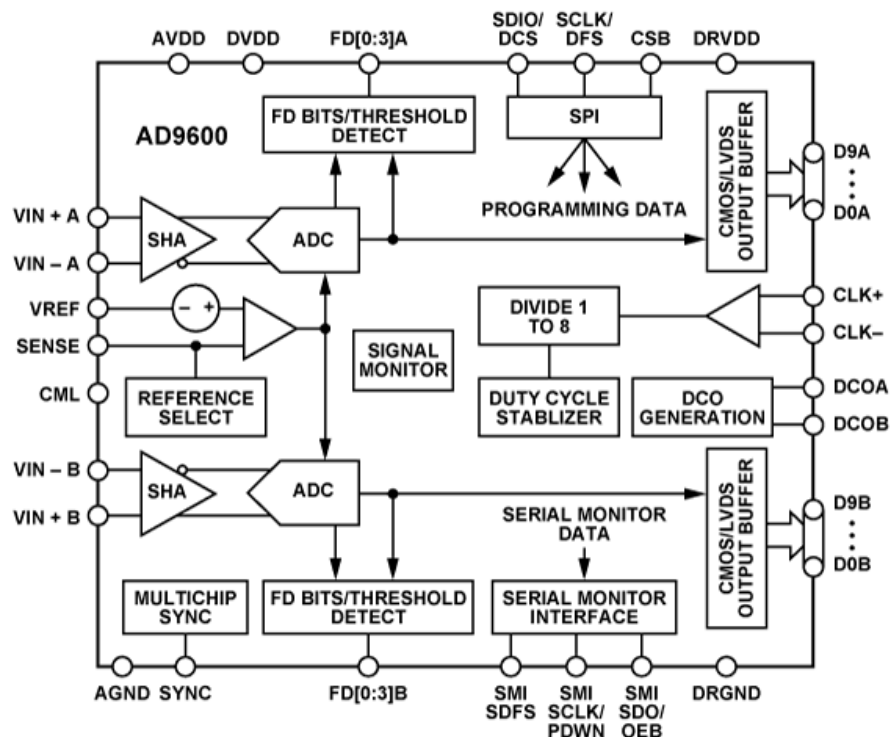 SDIO/ SCLK/
AVDD DVDD FD[0:3]A DCS DFS CSB DRVDD
FD BITS/THRESHOLD
DETECT
SPI
AD9600
PROGRAMMING DATA
CMOS/LVDS
OUTPUT BUFFER
D9A
D0A
VIN + A
VIN – A
SHA
ADC
VREF
– +
SENSE
CML
REFERENCE
SELECT
SIGNAL
MONITOR
DIVIDE 1
TO 8
DUTY CYCLE
STABLIZER
CLK+
CLK–
DCO
GENERATION
DCOA
DCOB
VIN – B
VIN + B
SHA
ADC
SERIAL MONITOR
DATA
CMOS/LVDS
OUTPUT BUFFER
D9B
D0B
MULTICHIP
SYNC
FD BITS/THRESHOLD
DETECT
SERIAL MONITOR
INTERFACE
AGND SYNC FD[0:3]B SMI SMI SMI DRGND
SDFS SCLK/ SDO/
PDWN OEB